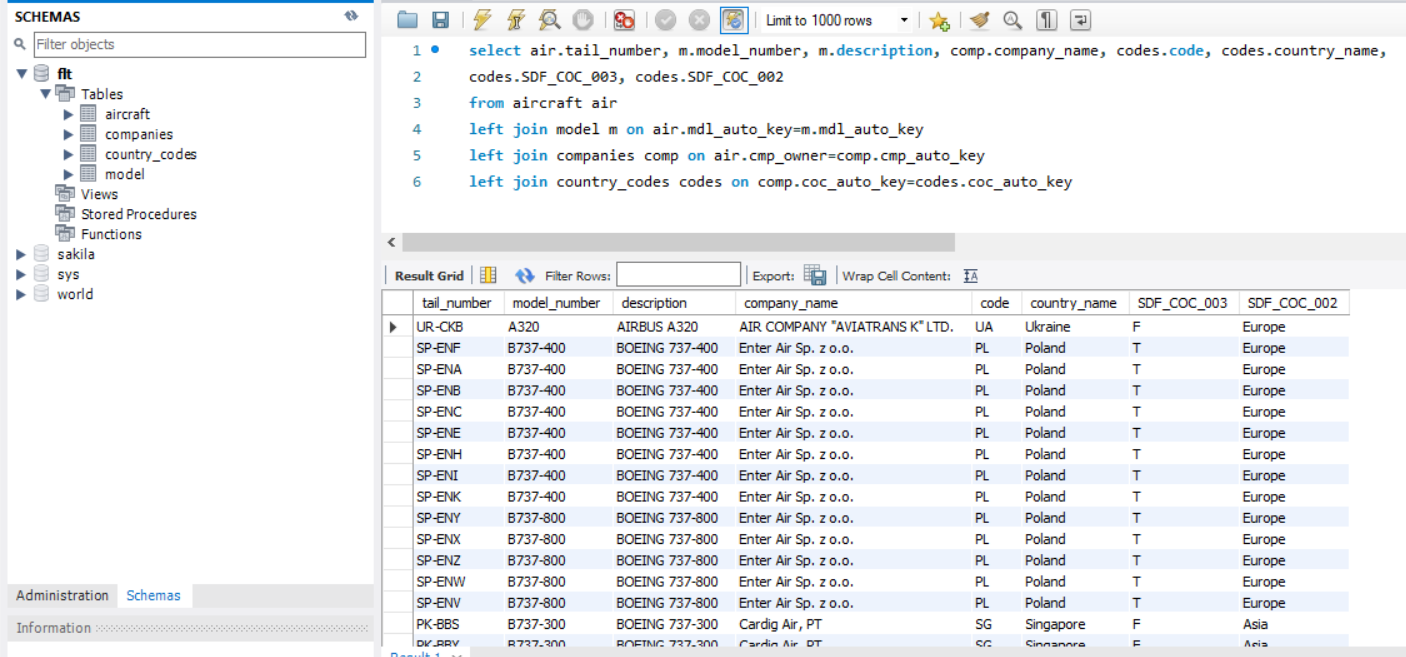 SCHEMAS
Filter objects
flt
Tables
aircraft
companies
country_codes
model
Views
Stored Procedures
Functions
sakila
sys
world
Administration Schemas
Information
Limit to 1000 rows
1 select air.tail_number, m.model_number, m.description, comp.company_name, codes.code, codes.country_name,
2 codes.SDF_COC_003, codes.SDF_COC_002
3 from aircraft air
4 left join model m on air.mdl_auto_key=m.mdl_auto_key
5 left join companies comp on air.cmp_owner=comp.cmp_auto_key
6 left join country_codes codes on comp.coc_auto_key=codes.coc_auto_key
Result Grid Filter Rows: Export: Wrap Cell Content:
tail_number model_number description company_name code country_name SDF_COC_003 SDF_COC_002
UR-CKB A320 AIRBUS A320 AIR COMPANY "AVIATRANS K" LTD. UA Ukraine F Europe
SP-ENF B737-400 BOEING 737-400 Enter Air Sp. z o.o. PL Poland T Europe
SP-ENA B737-400 BOEING 737-400 Enter Air Sp. z o.o. PL Poland T Europe
SP-ENB B737-400 BOEING 737-400 Enter Air Sp. z o.o. PL Poland T Europe
SP-ENC B737-400 BOEING 737-400 Enter Air Sp. z o.o. PL Poland T Europe
SP-ENE B737-400 BOEING 737-400 Enter Air Sp. z o.o. PL Poland T Europe
SP-ENH B737-400 BOEING 737-400 Enter Air Sp. z o.o. PL Poland T Europe
SP-ENI B737-400 BOEING 737-400 Enter Air Sp. z o.o. PL Poland T Europe
SP-ENK B737-400 BOEING 737-400 Enter Air Sp. z o.o. PL Poland T Europe
SP-ENY B737-800 BOEING 737-800 Enter Air Sp. z o.o. PL Poland T Europe
SP-ENX B737-800 BOEING 737-800 Enter Air Sp. z o.o. PL Poland T Europe
SP-ENZ B737-800 BOEING 737-800 Enter Air Sp. z o.o. PL Poland T Europe
SP-ENW B737-800 BOEING 737-800 Enter Air Sp. z o.o. PL Poland T Europe
SP-ENV B737-800 BOEING 737-800 Enter Air Sp. z o.o. PL Poland T Europe
PK-BBS B737-300 BOEING 737-300 Cardig Air, PT SG Singapore F Asia
PK-BBY B737-300 BOEING 737-300 Cardig Air, PT SG Singapore F Asia
Result 1